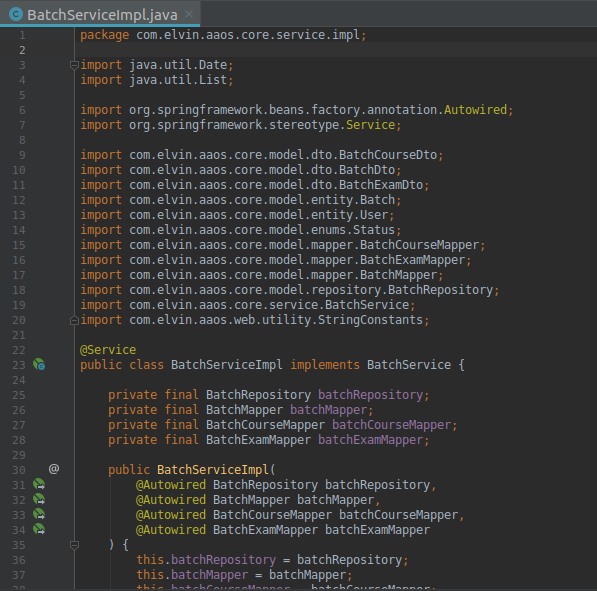 BatchServiceImpl.java
1 package com.elvin.aaos.core.service.impl;
2
3 import java.util.Date;
4 import java.util.List;
5
6 import org.springframework.beans.factory.annotation.Autowired;
7 import org.springframework.stereotype.Service;
8
9 import com.elvin.aaos.core.model.dto.BatchCourseDto;
10 import com.elvin.aaos.core.model.dto.BatchDto;
11 import com.elvin.aaos.core.model.dto.BatchExamDto;
12 import com.elvin.aaos.core.model.entity.Batch;
13 import com.elvin.aaos.core.model.entity.User;
14 import com.elvin.aaos.core.model.enums.Status;
15 import com.elvin.aaos.core.model.mapper.BatchCourseMapper;
16 import com.elvin.aaos.core.model.mapper.BatchExamMapper;
17 import com.elvin.aaos.core.model.mapper.BatchMapper;
18 import com.elvin.aaos.core.model.repository.BatchRepository;
19 import com.elvin.aaos.core.service.BatchService;
20 import com.elvin.aaos.web.utility.StringConstants;
21
22 @Service
23 public class BatchServiceImpl implements BatchService {
24
25 private final BatchRepository batchRepository;
26 private final BatchMapper batchMapper;
27 private final BatchCourseMapper batchCourseMapper;
28 private final BatchExamMapper batchExamMapper;
29
30 @ public BatchServiceImpl(
31 @Autowired BatchRepository batchRepository,
32 @Autowired BatchMapper batchMapper,
33 @Autowired BatchCourseMapper batchCourseMapper,
34 @Autowired BatchExamMapper batchExamMapper
35 ) {
36 this.batchRepository = batchRepository;
37 this.batchMapper = batchMapper;
38 this.batchCourseMapper = batchCourseMapper;